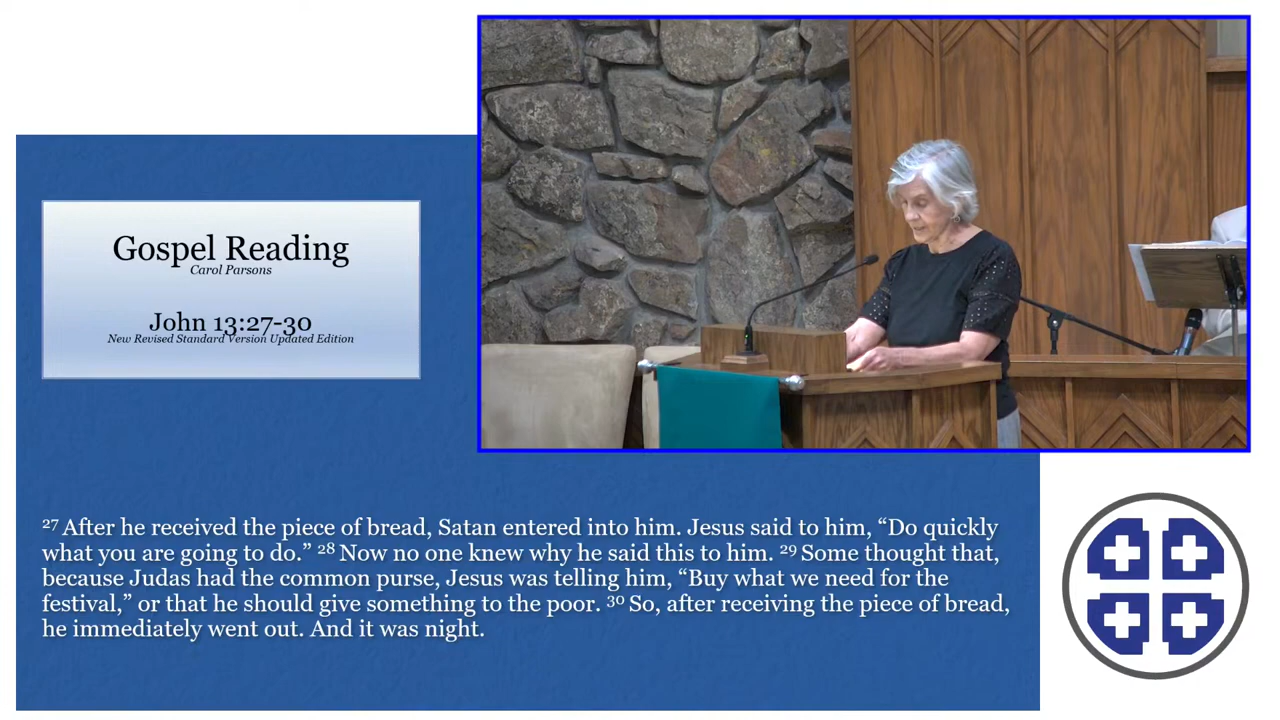 Gospel Reading
Carol Parsons
John 13:27-30
New Revised Standard Version Updated Edition
27 After he received the piece of bread, Satan entered into him. Jesus said to him, “Do quickly
what you are going to do.” 28 Now no one knew why he said this to him. 29 Some thought that,
because Judas had the common purse, Jesus was telling him, “Buy what we need for the
festival,” or that he should give something to the poor. 30 So, after receiving the piece of bread,
he immediately went out. And it was night.